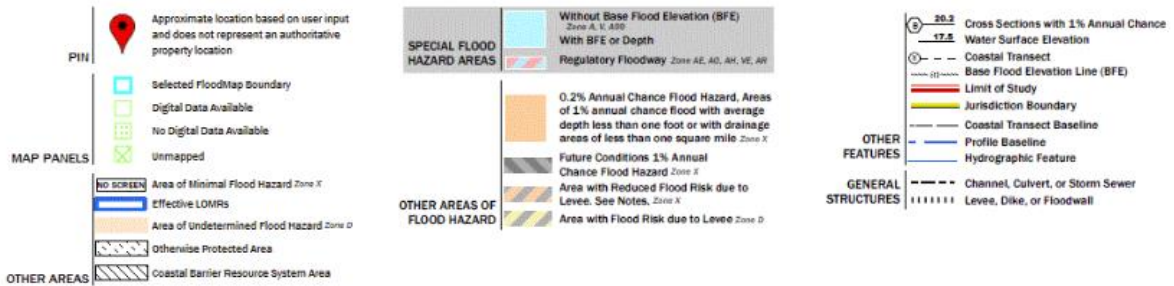 PIN
Approximate location based on user input
and does not represent an authoritative
property location
MAP PANELS
Selected FloodMap Boundary
Digital Data Available
No Digital Data Available
Unmapped
OTHER AREAS
NO SCREEN Area of Minimal Flood Hazard Zone X
Effective LOMRs
Area of Undetermined Flood Hazard Zone D
Otherwise Protected Area
Coastal Barrier Resource System Area
SPECIAL FLOOD
HAZARD AREAS
Without Base Flood Elevation (BFE)
Zone A, V, A99
With BFE or Depth
Regulatory Floodway Zone AE, AO, AH, VE, AR
OTHER AREAS OF
FLOOD HAZARD
0.2% Annual Chance Flood Hazard, Areas
of 1% annual chance flood with average
depth less than one foot or with drainage
areas of less than one square mile Zone X
Future Conditions 1% Annual
Chance Flood Hazard Zone X
Area with Reduced Flood Risk due to
Levee. See Notes. Zone X
Area with Flood Risk due to Levee Zone D
OTHER
FEATURES
20.2 Cross Sections with 1% Annual Chance
17.5 Water Surface Elevation
Coastal Transect
Base Flood Elevation Line (BFE)
Limit of Study
Jurisdiction Boundary
Coastal Transect Baseline
Profile Baseline
Hydrographic Feature
GENERAL
STRUCTURES
Channel, Culvert, or Storm Sewer
Levee, Dike, or Floodwall